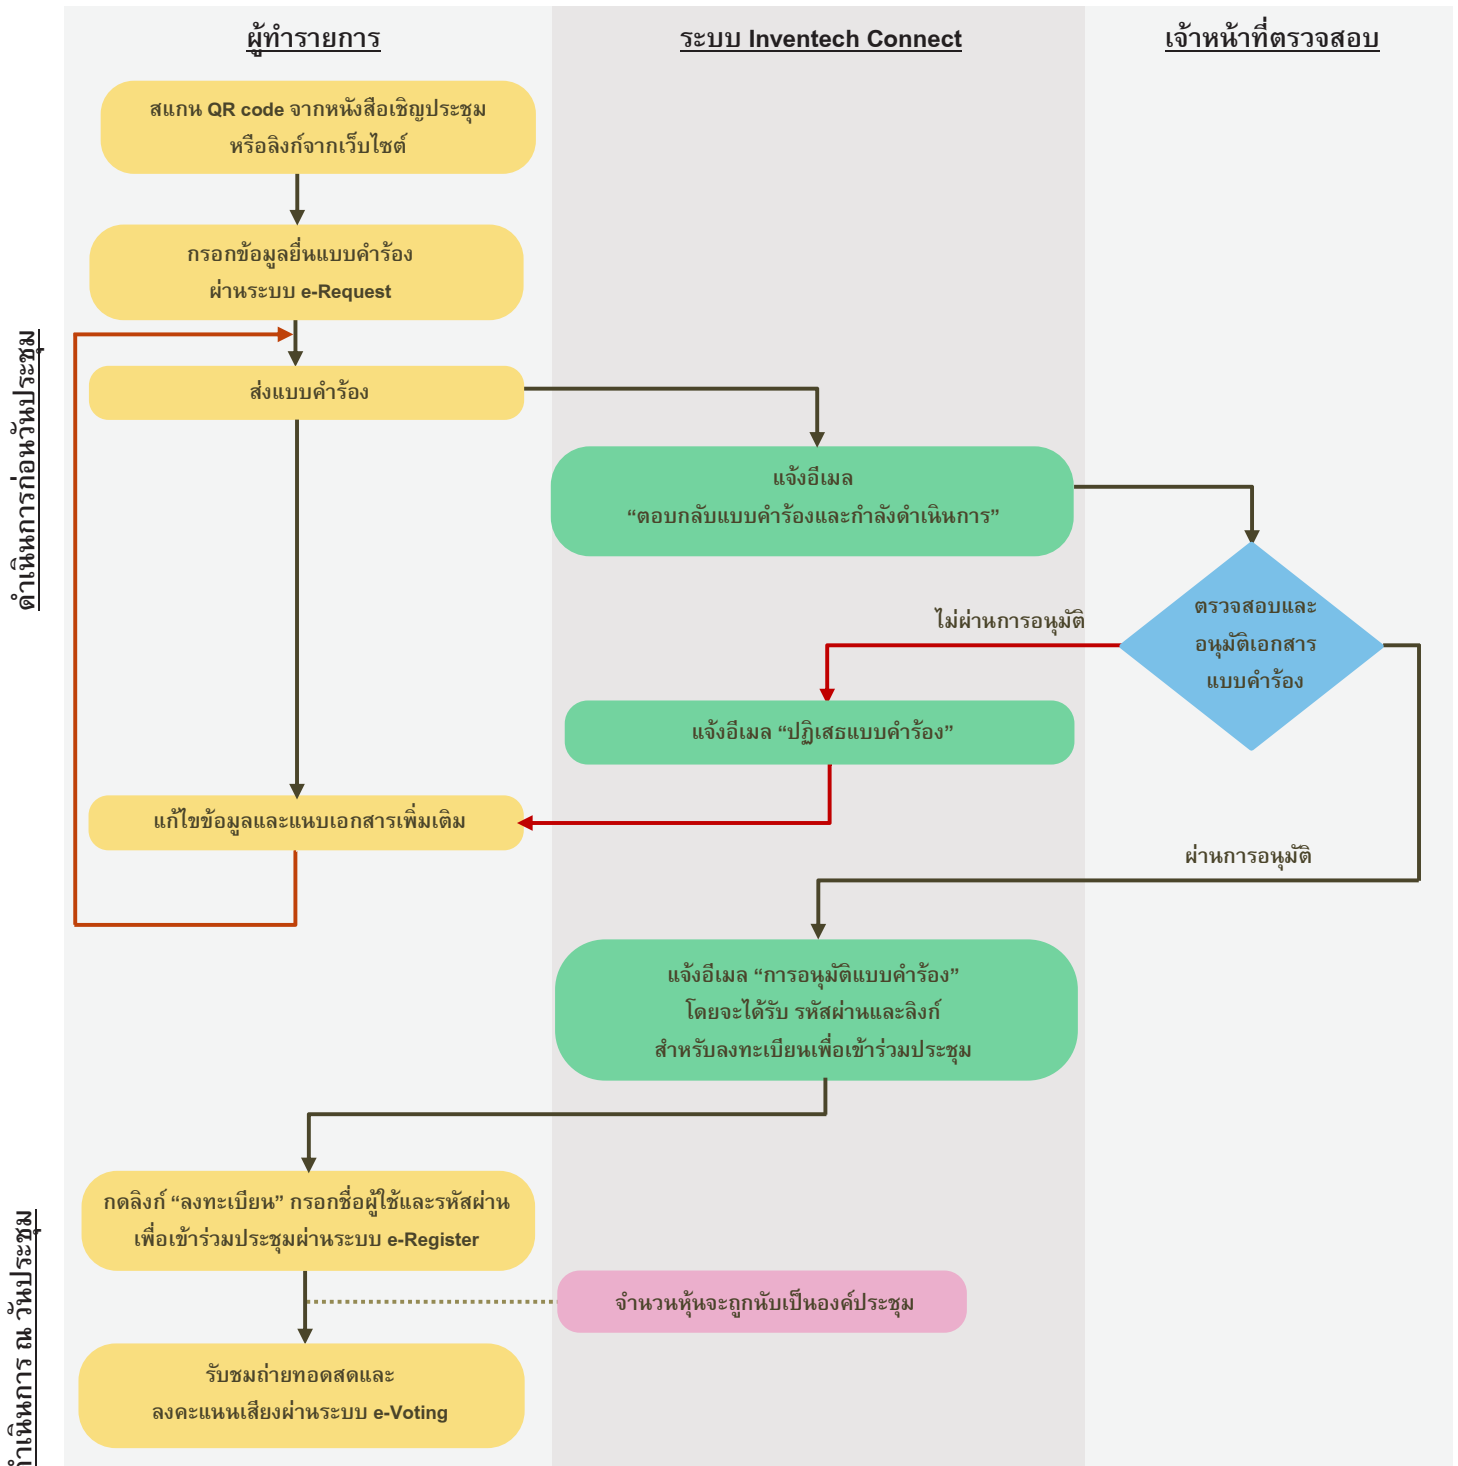 ผู้ทำรายการ
ระบบ Inventech Connect
เจ้าหน้าที่ตรวจสอบ
ดำเนินการก่อนวันประชุม
สแกน QR code จากหนังสือเชิญประชุม
หรือลิงก์จากเว็บไซต์
กรอกข้อมูลยื่นแบบคำร้อง
ผ่านระบบ e-Request
ส่งแบบคำร้อง
แจ้งอีเมล
“ตอบกลับแบบคำร้องและกำลังดำเนินการ”
ตรวจสอบและ
อนุมัติเอกสาร
แบบคำร้อง
ไม่ผ่านการอนุมัติ
แจ้งอีเมล “ปฏิเสธแบบคำร้อง”
แก้ไขข้อมูลและแนบเอกสารเพิ่มเติม
ผ่านการอนุมัติ
แจ้งอีเมล “การอนุมัติแบบคำร้อง”
โดยจะได้รับ รหัสผ่านและลิงก์
สำหรับลงทะเบียนเพื่อเข้าร่วมประชุม
ดำเนินการ ณ วันประชุม
กดลิงก์ “ลงทะเบียน” กรอกชื่อผู้ใช้และรหัสผ่าน
เพื่อเข้าร่วมประชุมผ่านระบบ e-Register
จำนวนหุ้นจะถูกนับเป็นองค์ประชุม
รับชมถ่ายทอดสดและ
ลงคะแนนเสียงผ่านระบบ e-Voting